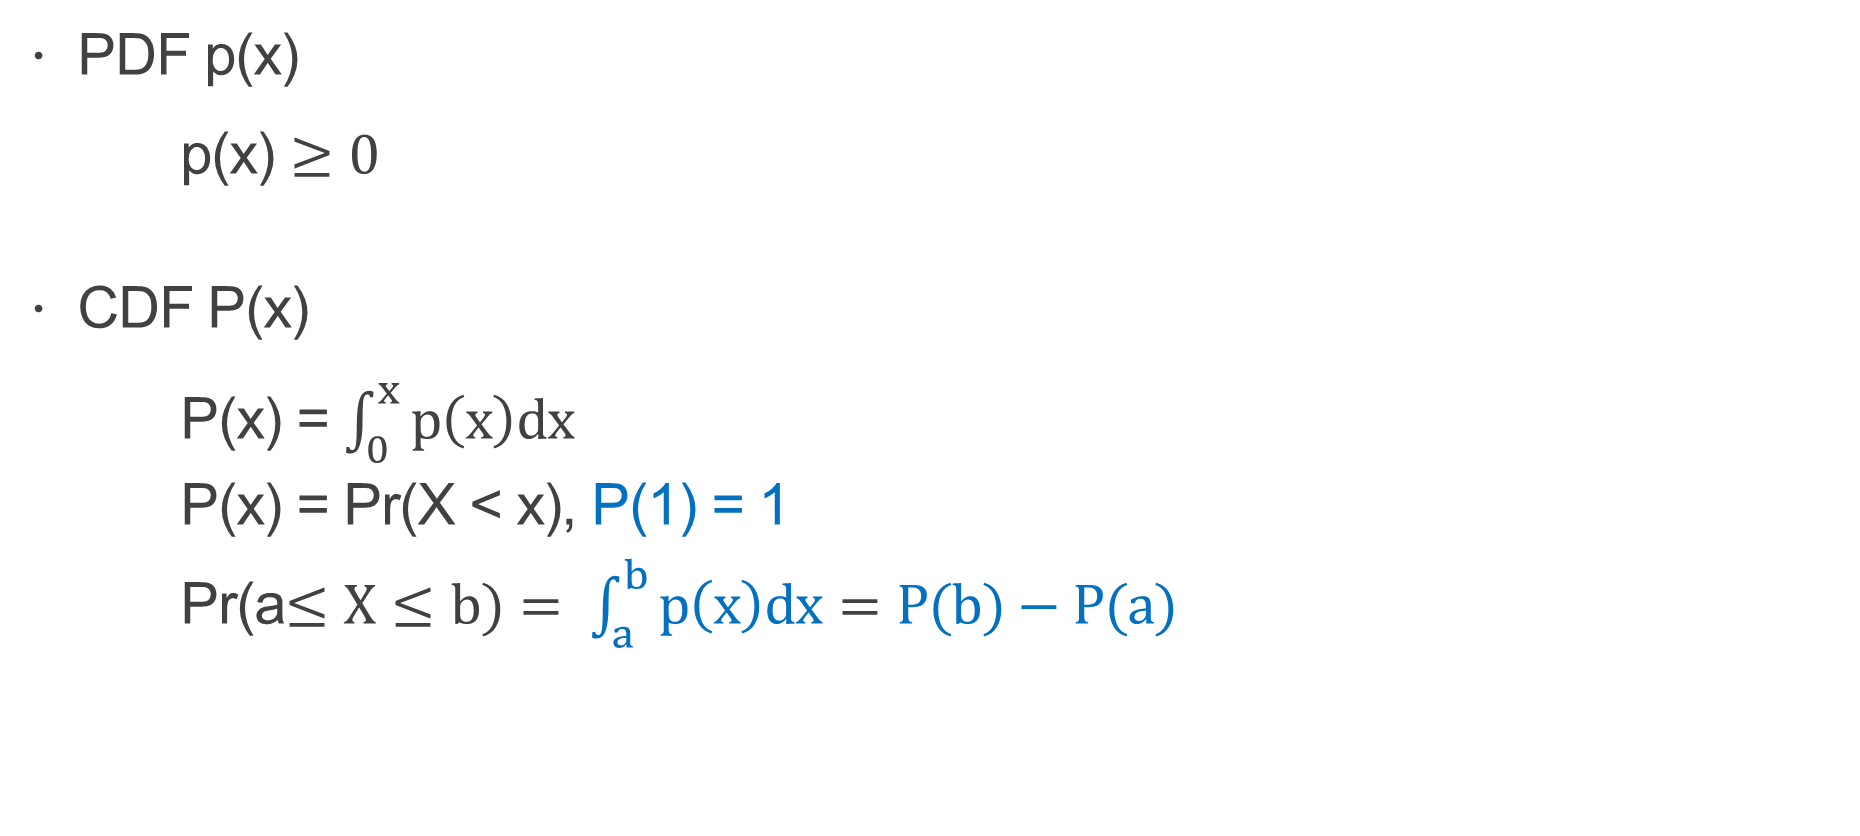 · PDF p(x)
p(x) ≥ 0
· CDF P(x)
P(x) = ∫₀ˣ p(x)dx
P(x) = Pr(X < x), P(1) = 1
Pr(a≤ X ≤ b) = ∫ₐᵇ p(x)dx = P(b) − P(a)